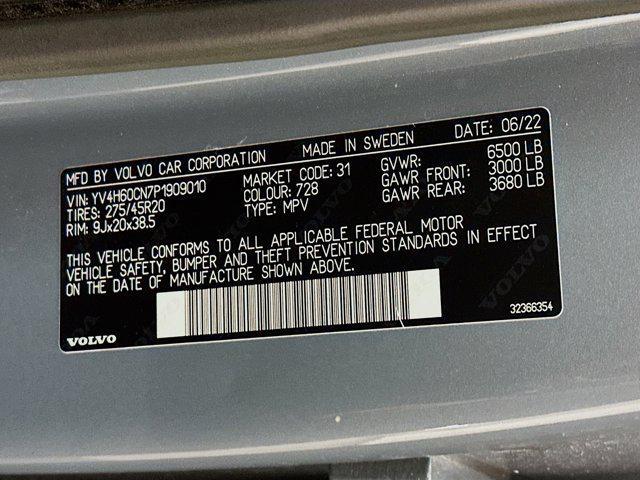 MFD BY VOLVO CAR CORPORATION MADE IN SWEDEN DATE: 06/22
VIN: YV4H60CN7P1909010 MARKET CODE: 31 GVWR: 6500 LB
TIRES: 275/45R20 COLOUR: 728 GAWR FRONT: 3000 LB
RIM: 9Jx20x38.5 TYPE: MPV GAWR REAR: 3680 LB
THIS VEHICLE CONFORMS TO ALL APPLICABLE FEDERAL MOTOR
VEHICLE SAFETY, BUMPER AND THEFT PREVENTION STANDARDS IN EFFECT
ON THE DATE OF MANUFACTURE SHOWN ABOVE.
VOLVO
32366354